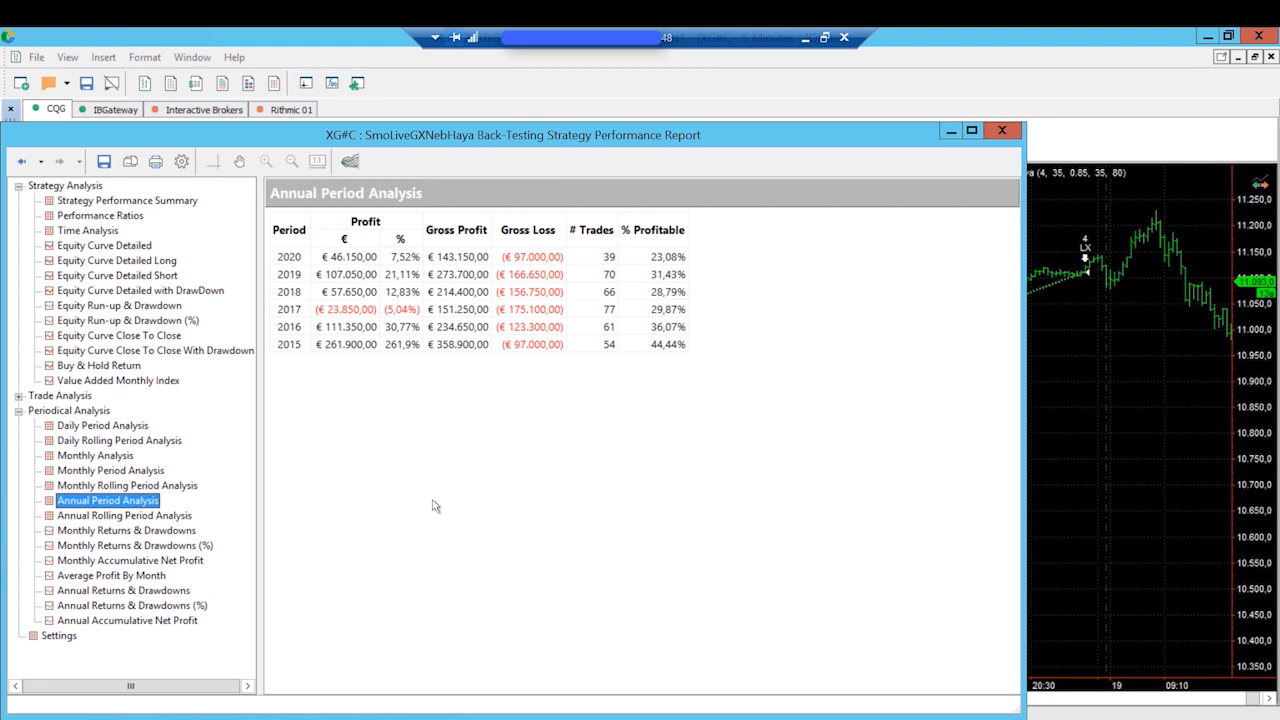 48
5 Minutes
File View Insert Format Window Help
CQG IBGateway Interactive Brokers Rithmic 01
XG#C : SmoLiveGXNebHaya Back-Testing Strategy Performance Report
Strategy Analysis
Strategy Performance Summary
Performance Ratios
Time Analysis
Equity Curve Detailed
Equity Curve Detailed Long
Equity Curve Detailed Short
Equity Curve Detailed with DrawDown
Equity Run-up & Drawdown
Equity Run-up & Drawdown (%)
Equity Curve Close To Close
Equity Curve Close To Close With Drawdown
Buy & Hold Return
Value Added Monthly Index
Trade Analysis
Periodical Analysis
Daily Period Analysis
Daily Rolling Period Analysis
Monthly Analysis
Monthly Period Analysis
Monthly Rolling Period Analysis
Annual Period Analysis
Annual Rolling Period Analysis
Monthly Returns & Drawdowns
Monthly Returns & Drawdowns (%)
Monthly Accumulative Net Profit
Average Profit By Month
Annual Returns & Drawdowns
Annual Returns & Drawdowns (%)
Annual Accumulative Net Profit
Settings
Annual Period Analysis
Period Profit Gross Profit Gross Loss # Trades % Profitable
€ %
2020 € 46.150,00 7,52% € 143.150,00 (€ 97.000,00) 39 23,08%
2019 € 107.050,00 21,11% € 273.700,00 (€ 166.650,00) 70 31,43%
2018 € 57.650,00 12,83% € 214.400,00 (€ 156.750,00) 66 28,79%
2017 (€ 23.850,00) (5,04%) € 151.250,00 (€ 175.100,00) 77 29,87%
2016 € 111.350,00 30,77% € 234.650,00 (€ 123.300,00) 61 36,07%
2015 € 261.900,00 261,9% € 358.900,00 (€ 97.000,00) 54 44,44%
(4, 35, 0.85, 35, 80)
4
LX
11.250,0
11.200,0
11.150,0
11.100,0
11.093,0
13s
11.050,0
11.000,0
10.950,0
10.900,0
10.850,0
10.800,0
10.750,0
10.700,0
10.650,0
10.600,0
10.550,0
10.500,0
10.450,0
10.400,0
10.350,0
20:30 19 09:10